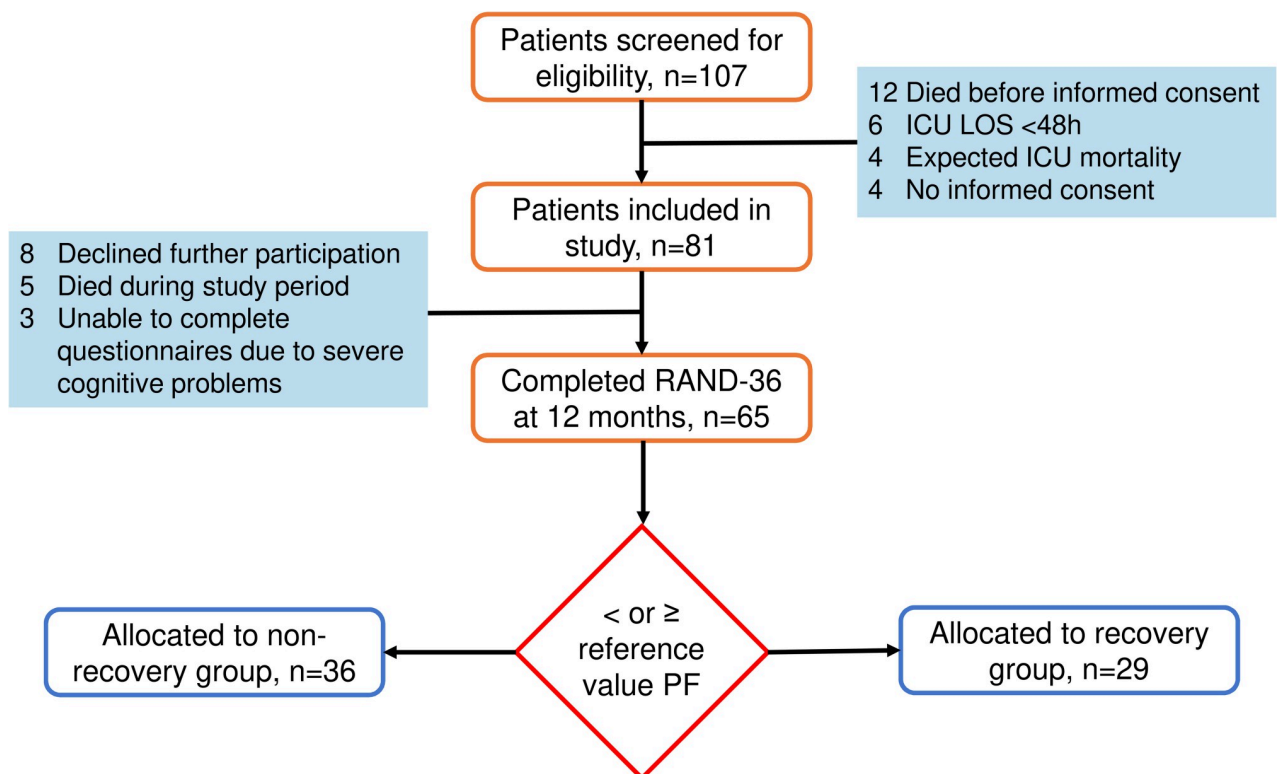 Patients screened for
eligibility, n=107
12 Died before informed consent
6 ICU LOS <48h
4 Expected ICU mortality
4 No informed consent
Patients included in
study, n=81
8 Declined further participation
5 Died during study period
3 Unable to complete
questionnaires due to severe
cognitive problems
Completed RAND-36
at 12 months, n=65
< or ≥
reference
value PF
Allocated to non-
recovery group, n=36
Allocated to recovery
group, n=29